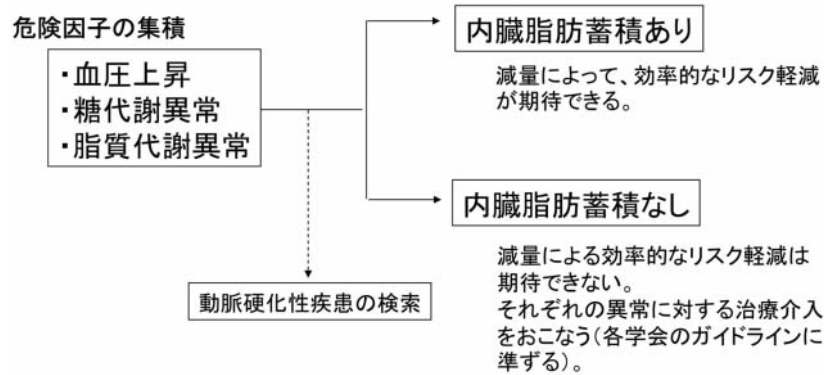 危険因子の集積
・血圧上昇
・糖代謝異常
・脂質代謝異常
内臓脂肪蓄積あり
減量によって、効率的なリスク軽減
が期待できる。
内臓脂肪蓄積なし
減量による効率的なリスク軽減は
期待できない。
それぞれの異常に対する治療介入
をおこなう(各学会のガイドラインに
準ずる)。
動脈硬化性疾患の検索